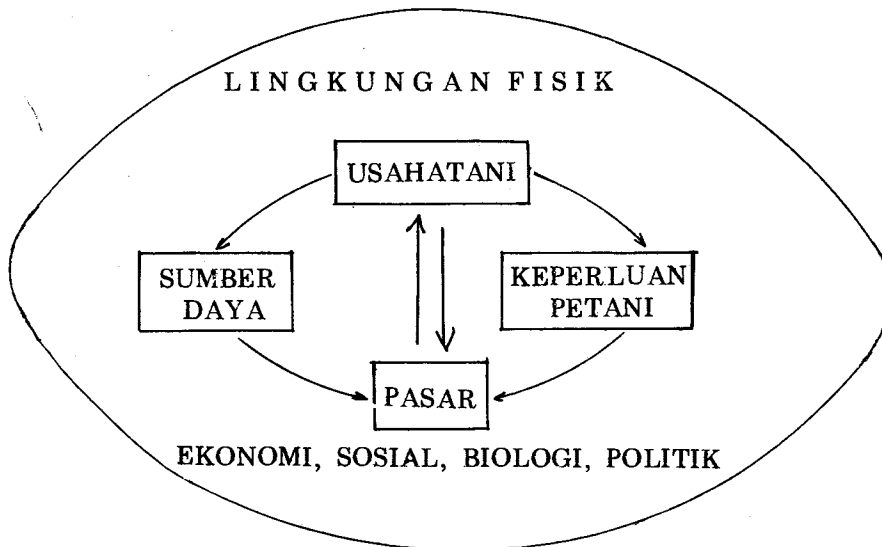 LINGKUNGAN FISIK
USAHATANI
SUMBER
DAYA
KEPERLUAN
PETANI
PASAR
EKONOMI, SOSIAL, BIOLOGI, POLITIK